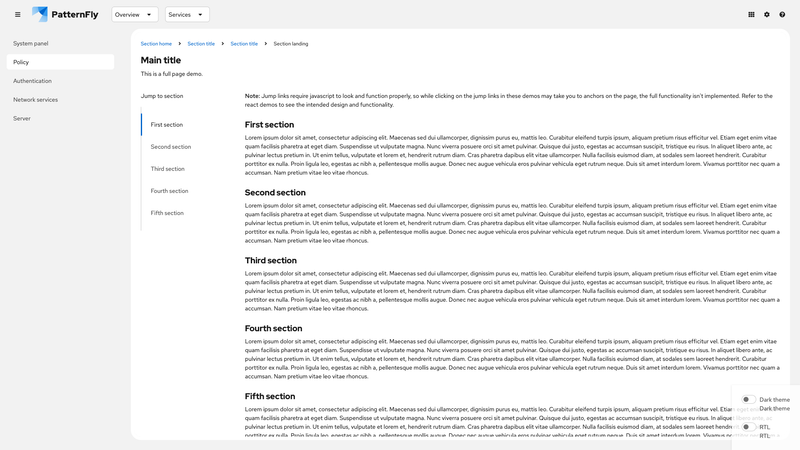 PatternFly
Overview
Services
System panel
Policy
Authentication
Network services
Server
Section home
Section title
Section title
Section landing
Main title
This is a full page demo.
Jump to section
First section
Second section
Third section
Fourth section
Fifth section
Note: Jump links require javascript to look and function properly, so while clicking on the jump links in these demos may take you to anchors on the page, the full functionality isn't implemented. Refer to the
react demos to see the intended design and functionality.
First section
Lorem ipsum dolor sit amet, consectetur adipiscing elit. Maecenas sed dui ullamcorper, dignissim purus eu, mattis leo. Curabitur eleifend turpis ipsum, aliquam pretium risus efficitur vel. Etiam eget enim vitae
quam facilisis pharetra at eget diam. Suspendisse ut vulputate magna. Nunc viverra posuere orci sit amet pulvinar. Quisque dui justo, egestas ac accumsan suscipit, tristique eu risus. In aliquet libero ante, ac
pulvinar lectus pretium in. Ut enim tellus, vulputate et lorem et, hendrerit rutrum diam. Cras pharetra dapibus elit vitae ullamcorper. Nulla facilisis euismod diam, at sodales sem laoreet hendrerit. Curabitur
porttitor ex nulla. Proin ligula leo, egestas ac nibh a, pellentesque mollis augue. Donec nec augue vehicula eros pulvinar vehicula eget rutrum neque. Duis sit amet interdum lorem. Vivamus porttitor nec quam a
accumsan. Nam pretium vitae leo vitae rhoncus.
Second section
Lorem ipsum dolor sit amet, consectetur adipiscing elit. Maecenas sed dui ullamcorper, dignissim purus eu, mattis leo. Curabitur eleifend turpis ipsum, aliquam pretium risus efficitur vel. Etiam eget enim vitae
quam facilisis pharetra at eget diam. Suspendisse ut vulputate magna. Nunc viverra posuere orci sit amet pulvinar. Quisque dui justo, egestas ac accumsan suscipit, tristique eu risus. In aliquet libero ante, ac
pulvinar lectus pretium in. Ut enim tellus, vulputate et lorem et, hendrerit rutrum diam. Cras pharetra dapibus elit vitae ullamcorper. Nulla facilisis euismod diam, at sodales sem laoreet hendrerit. Curabitur
porttitor ex nulla. Proin ligula leo, egestas ac nibh a, pellentesque mollis augue. Donec nec augue vehicula eros pulvinar vehicula eget rutrum neque. Duis sit amet interdum lorem. Vivamus porttitor nec quam a
accumsan. Nam pretium vitae leo vitae rhoncus.
Third section
Lorem ipsum dolor sit amet, consectetur adipiscing elit. Maecenas sed dui ullamcorper, dignissim purus eu, mattis leo. Curabitur eleifend turpis ipsum, aliquam pretium risus efficitur vel. Etiam eget enim vitae
quam facilisis pharetra at eget diam. Suspendisse ut vulputate magna. Nunc viverra posuere orci sit amet pulvinar. Quisque dui justo, egestas ac accumsan suscipit, tristique eu risus. In aliquet libero ante, ac
pulvinar lectus pretium in. Ut enim tellus, vulputate et lorem et, hendrerit rutrum diam. Cras pharetra dapibus elit vitae ullamcorper. Nulla facilisis euismod diam, at sodales sem laoreet hendrerit. Curabitur
porttitor ex nulla. Proin ligula leo, egestas ac nibh a, pellentesque mollis augue. Donec nec augue vehicula eros pulvinar vehicula eget rutrum neque. Duis sit amet interdum lorem. Vivamus porttitor nec quam a
accumsan. Nam pretium vitae leo vitae rhoncus.
Fourth section
Lorem ipsum dolor sit amet, consectetur adipiscing elit. Maecenas sed dui ullamcorper, dignissim purus eu, mattis leo. Curabitur eleifend turpis ipsum, aliquam pretium risus efficitur vel. Etiam eget enim vitae
quam facilisis pharetra at eget diam. Suspendisse ut vulputate magna. Nunc viverra posuere orci sit amet pulvinar. Quisque dui justo, egestas ac accumsan suscipit, tristique eu risus. In aliquet libero ante, ac
pulvinar lectus pretium in. Ut enim tellus, vulputate et lorem et, hendrerit rutrum diam. Cras pharetra dapibus elit vitae ullamcorper. Nulla facilisis euismod diam, at sodales sem laoreet hendrerit. Curabitur
porttitor ex nulla. Proin ligula leo, egestas ac nibh a, pellentesque mollis augue. Donec nec augue vehicula eros pulvinar vehicula eget rutrum neque. Duis sit amet interdum lorem. Vivamus porttitor nec quam a
accumsan. Nam pretium vitae leo vitae rhoncus.
Fifth section
Lorem ipsum dolor sit amet, consectetur adipiscing elit. Maecenas sed dui ullamcorper, dignissim purus eu, mattis leo. Curabitur eleifend turpis ipsum, aliquam pretium risus efficitur vel.
quam facilisis pharetra at eget diam. Suspendisse ut vulputate magna. Nunc viverra posuere orci sit amet pulvinar. Quisque dui justo, egestas ac accumsan suscipit, tristique
pulvinar lectus pretium in. Ut enim tellus, vulputate et lorem et, hendrerit rutrum diam. Cras pharetra dapibus elit vitae ullamcorper. Nulla facilisis euismod diam, at sodales
Dark theme
Dark theme
RTL
RTL